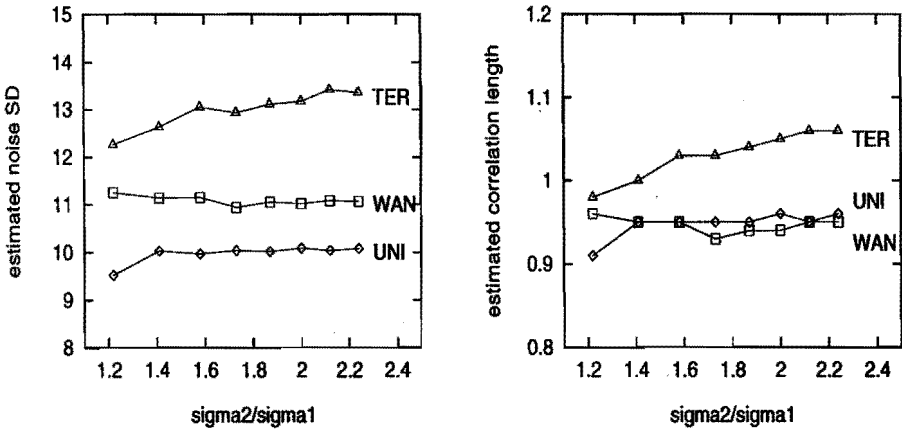 estimated noise SD
15
14
13
12
11
10
9
8
TER
WAN
UNI
1.2 1.4 1.6 1.8 2 2.2 2.4
sigma2/sigma1
estimated correlation length
1.2
1.1
1
0.9
0.8
TER
UNI
WAN
1.2 1.4 1.6 1.8 2 2.2 2.4
sigma2/sigma1